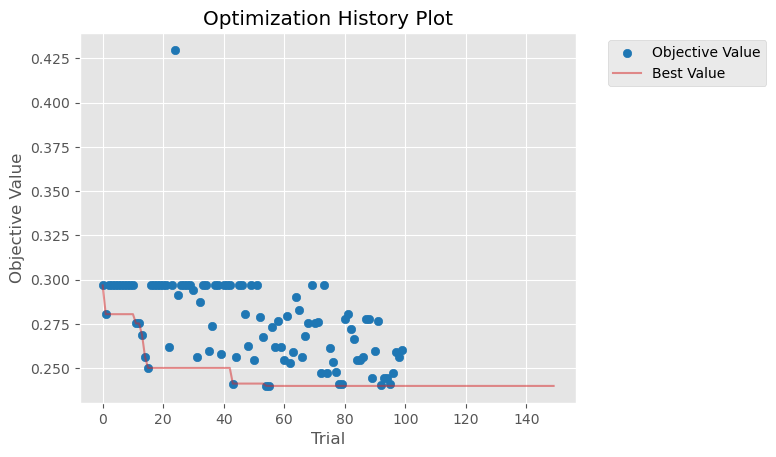 Optimization History Plot
Objective Value
Best Value
0.425
0.400
0.375
0.350
0.325
0.300
0.275
0.250
Objective Value
0 20 40 60 80 100 120 140
Trial